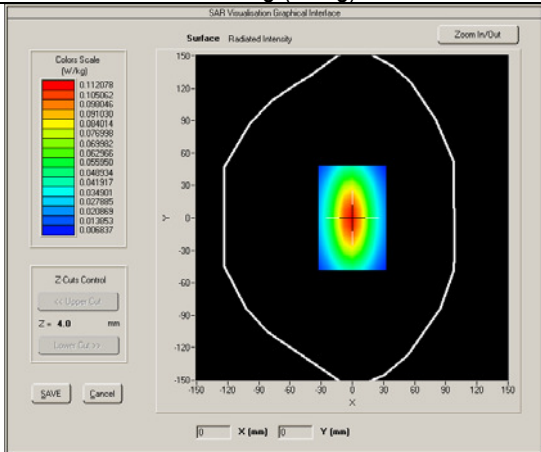 SAR Visualisation Graphical Interface
Surface Radiated Intensity
Zoom In/Out
Colors Scale
(W/kg)
0.112078
0.105062
0.098046
0.091030
0.084014
0.076998
0.069982
0.062966
0.055950
0.048934
0.041917
0.034901
0.027885
0.020869
0.013853
0.006837
Z-Cuts Control
<< Upper Cut
Z = 4.0 mm
Lower Cut >>
SAVE Cancel
150
120
90
60
30
0
-30
-60
-90
-120
-150
Y
-150 -120 -90 -60 -30 0 30 60 90 120 150
X
0 X (mm) 0 Y (mm)